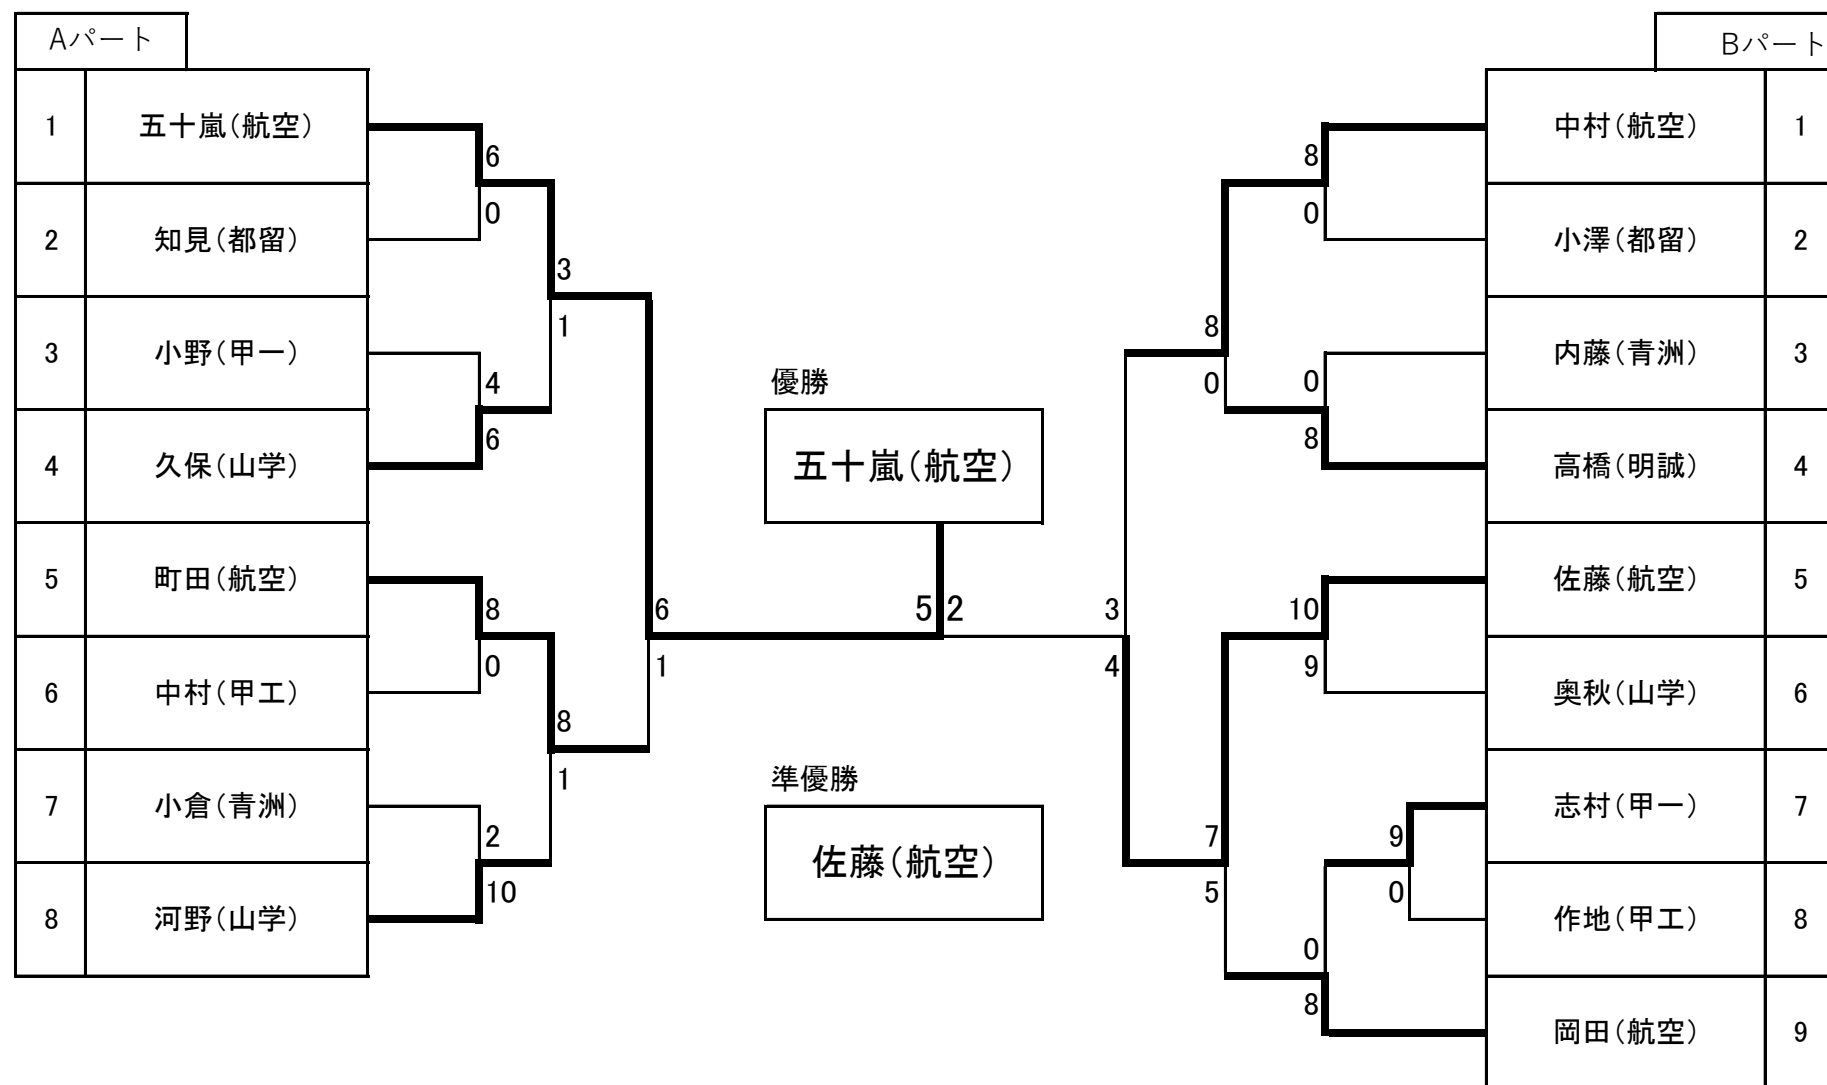 Aパート
1 五十嵐(航空)
2 知見(都留)
3 小野(甲一)
4 久保(山学)
5 町田(航空)
6 中村(甲工)
7 小倉(青洲)
8 河野(山学)
6
0
3
1
4
6
8
0
8
1
2
10
6
1
優勝
五十嵐(航空)
5 2
準優勝
佐藤(航空)
3
4
8
0
8
0
0
8
10
9
7
5
9
0
0
8
Bパート
中村(航空) 1
小澤(都留) 2
内藤(青洲) 3
高橋(明誠) 4
佐藤(航空) 5
奥秋(山学) 6
志村(甲一) 7
作地(甲工) 8
岡田(航空) 9